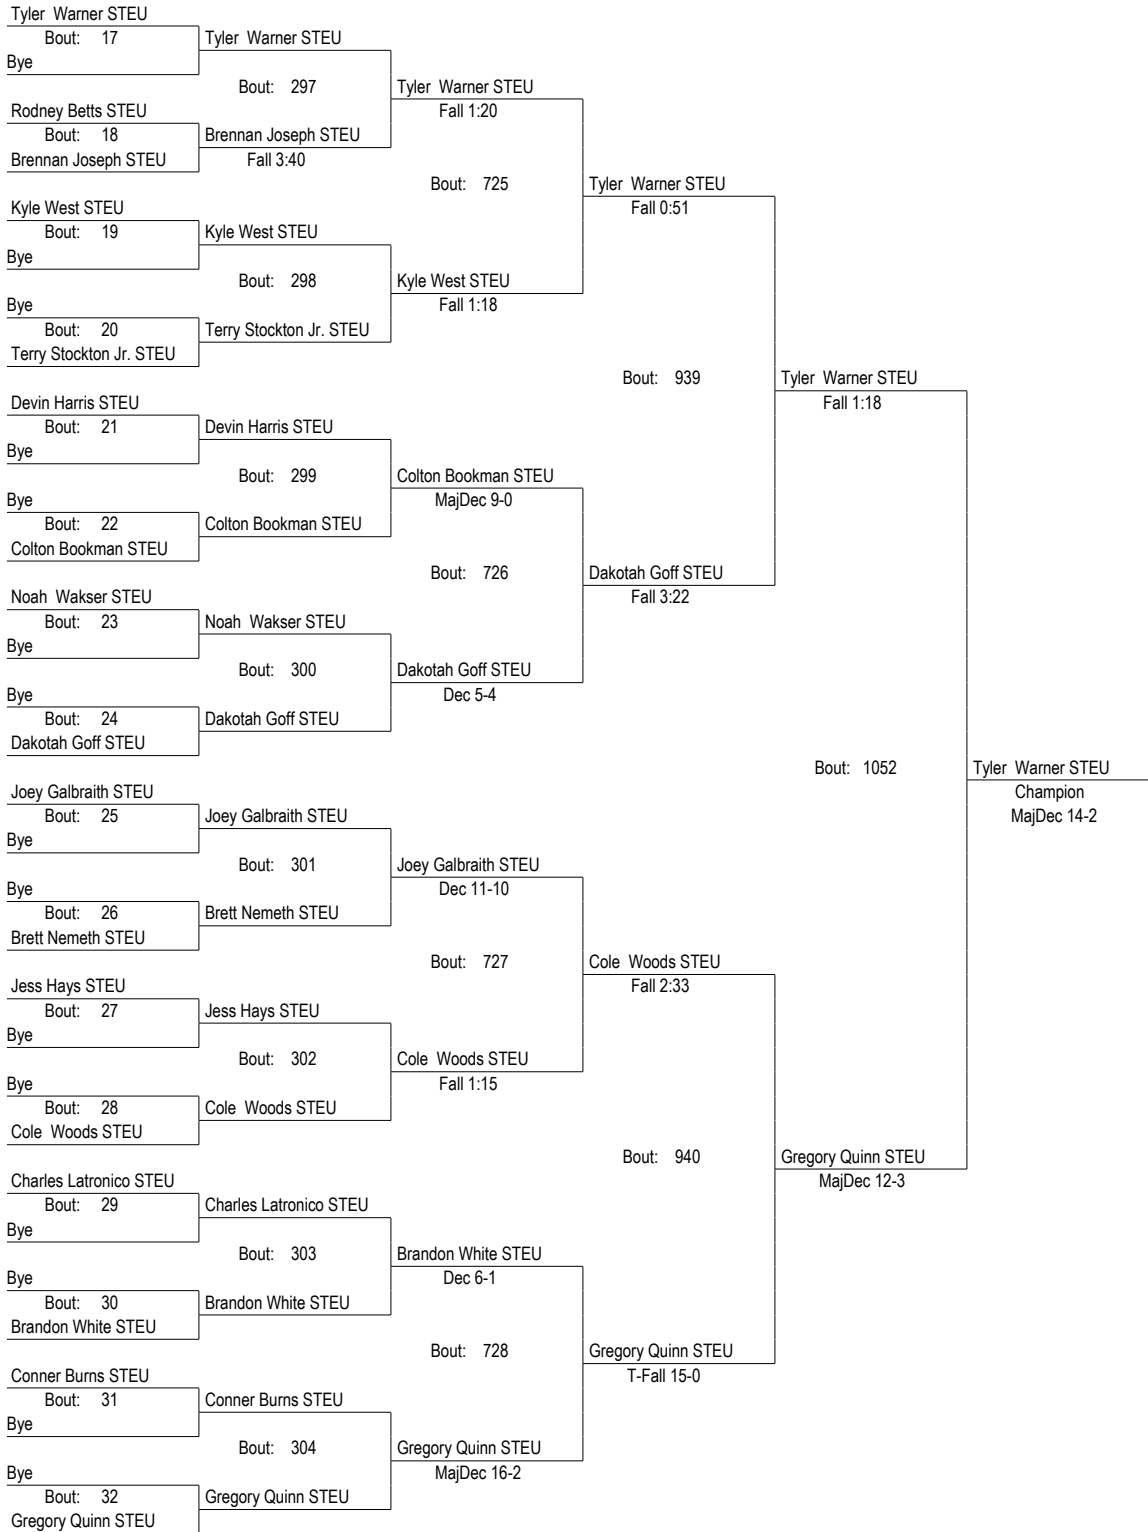 Tyler  Warner STEU
Bout: 17
Tyler  Warner STEU
Bye
Bout: 297
Tyler  Warner STEU
Rodney Betts STEU
Fall 1:20
Bout: 18
Brennan Joseph STEU
Brennan Joseph STEU
Fall 3:40
Bout: 725
Tyler  Warner STEU
Kyle West STEU
Fall 0:51
Bout: 19
Kyle West STEU
Bye
Bout: 298
Kyle West STEU
Bye
Fall 1:18
Bout: 20
Terry Stockton Jr. STEU
Terry Stockton Jr. STEU
Bout: 939
Tyler  Warner STEU
Devin Harris STEU
Fall 1:18
Bout: 21
Devin Harris STEU
Bye
Bout: 299
Colton Bookman STEU
Bye
MajDec 9-0
Bout: 22
Colton Bookman STEU
Colton Bookman STEU
Bout: 726
Dakotah Goff STEU
Noah  Wakser STEU
Fall 3:22
Bout: 23
Noah  Wakser STEU
Bye
Bout: 300
Dakotah Goff STEU
Bye
Dec 5-4
Bout: 24
Dakotah Goff STEU
Dakotah Goff STEU
Bout: 1052
Tyler  Warner STEU
Joey Galbraith STEU
Champion
Bout: 25
Joey Galbraith STEU
MajDec 14-2
Bye
Bout: 301
Joey Galbraith STEU
Bye
Dec 11-10
Bout: 26
Brett Nemeth STEU
Brett Nemeth STEU
Bout: 727
Cole  Woods STEU
Jess Hays STEU
Fall 2:33
Bout: 27
Jess Hays STEU
Bye
Bout: 302
Cole  Woods STEU
Bye
Fall 1:15
Bout: 28
Cole  Woods STEU
Cole  Woods STEU
Bout: 940
Gregory Quinn STEU
Charles Latronico STEU
MajDec 12-3
Bout: 29
Charles Latronico STEU
Bye
Bout: 303
Brandon White STEU
Bye
Dec 6-1
Bout: 30
Brandon White STEU
Brandon White STEU
Bout: 728
Gregory Quinn STEU
Conner Burns STEU
T-Fall 15-0
Bout: 31
Conner Burns STEU
Bye
Bout: 304
Gregory Quinn STEU
Bye
MajDec 16-2
Bout: 32
Gregory Quinn STEU
Gregory Quinn STEU